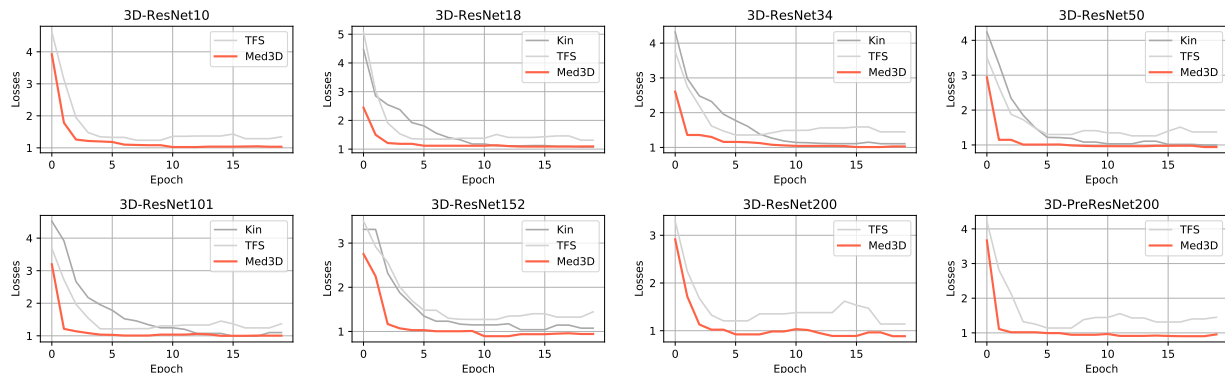 3D-ResNet10
Losses
4
3
2
1
0
5
10
15
Epoch
TFS
Med3D
3D-ResNet18
Losses
5
4
3
2
1
0
5
10
15
Epoch
Kin
TFS
Med3D
3D-ResNet34
Losses
4
3
2
1
0
5
10
15
Epoch
Kin
TFS
Med3D
3D-ResNet50
Losses
4
3
2
1
0
5
10
15
Epoch
Kin
TFS
Med3D
3D-ResNet101
Losses
4
3
2
1
0
5
10
15
Epoch
Kin
TFS
Med3D
3D-ResNet152
Losses
3
2
1
0
5
10
15
Epoch
Kin
TFS
Med3D
3D-ResNet200
Losses
3
2
1
0
5
10
15
Epoch
TFS
Med3D
3D-PreResNet200
Losses
4
3
2
1
0
5
10
15
Epoch
TFS
Med3D